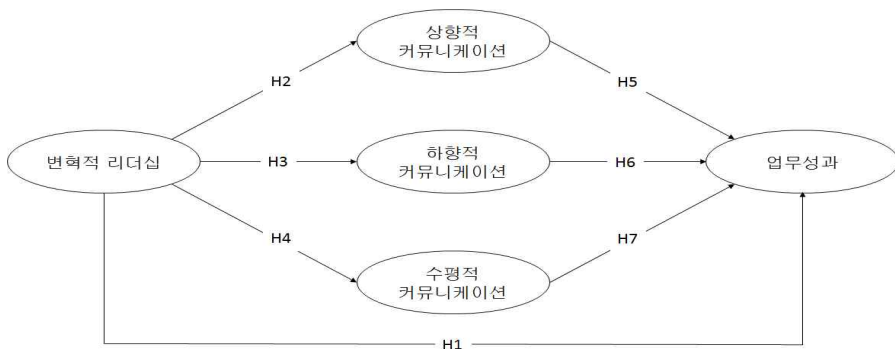 상향적
커뮤니케이션
H2
H5
변혁적 리더십
H3
하향적
커뮤니케이션
H6
업무성과
H4
H7
수평적
커뮤니케이션
H1